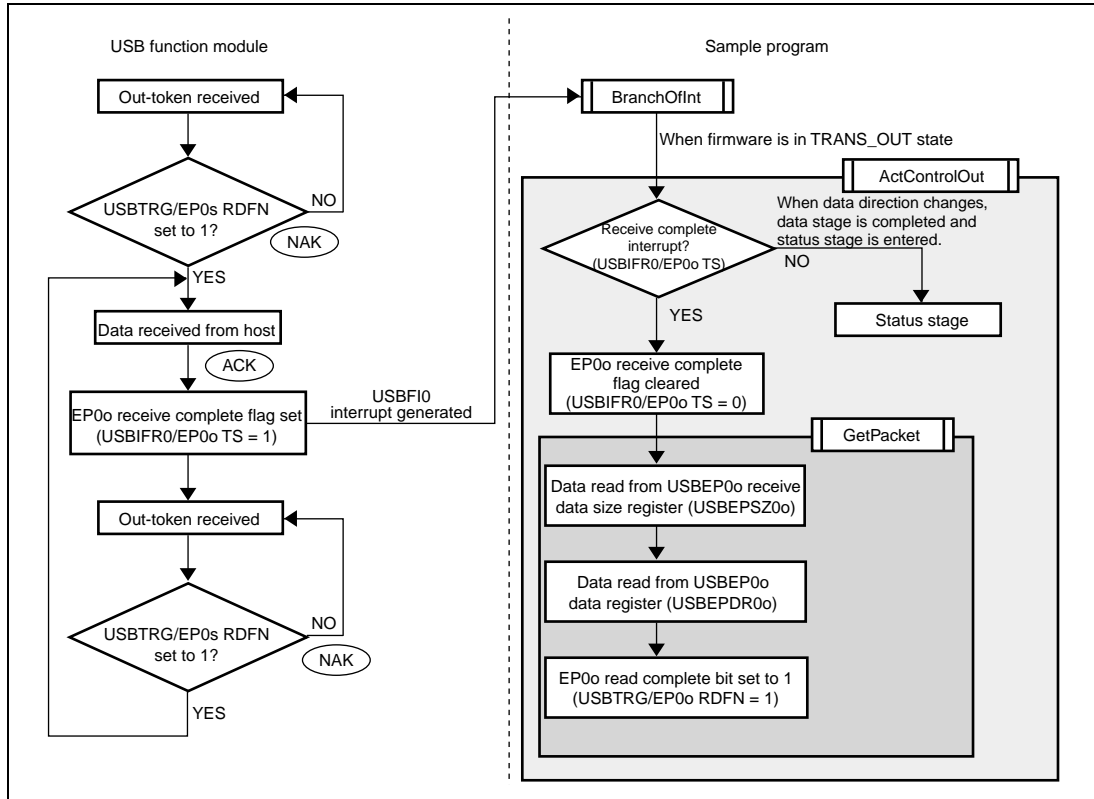 USB function module
Out-token received
USBTRG/EP0s RDFN
set to 1?
NO
NAK
YES
Data received from host
ACK
EP0o receive complete flag set
(USBIFR0/EP0o TS = 1)
USBFI0
interrupt generated
Out-token received
USBTRG/EP0s RDFN
set to 1?
NO
NAK
YES
Sample program
BranchOfInt
When firmware is in TRANS_OUT state
ActControlOut
When data direction changes,
data stage is completed and
status stage is entered.
Receive complete
interrupt?
(USBIFR0/EP0o TS)
NO
YES
Status stage
EP0o receive complete
flag cleared
(USBIFR0/EP0o TS = 0)
GetPacket
Data read from USBEP0o receive
data size register (USBEPSZ0o)
Data read from USBEP0o
data register (USBEPDR0o)
EP0o read complete bit set to 1
(USBTRG/EP0o RDFN = 1)